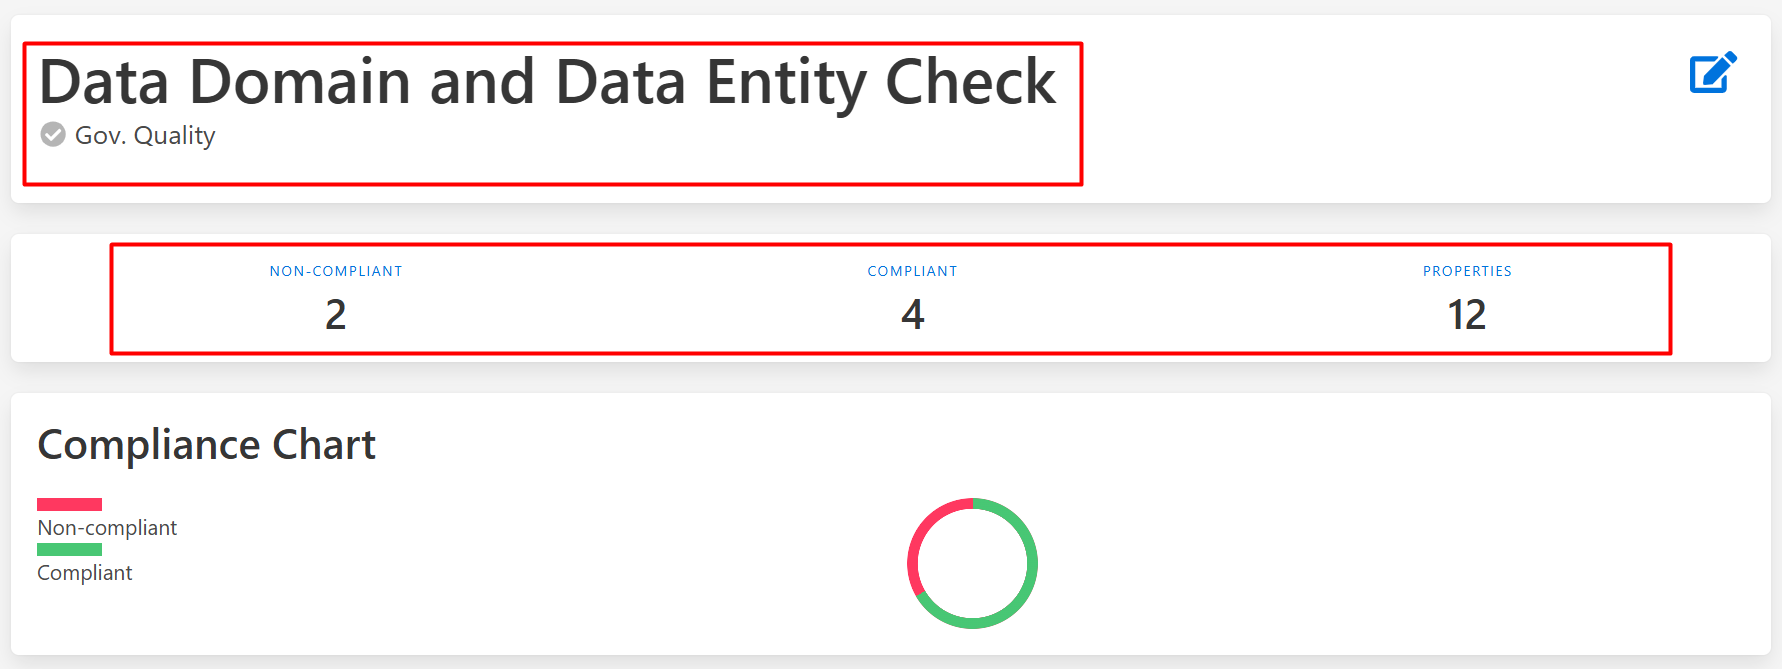 Data Domain and Data Entity Check
Gov. Quality
NON-COMPLIANT COMPLIANT PROPERTIES
2 4 12
Compliance Chart
Non-compliant
Compliant